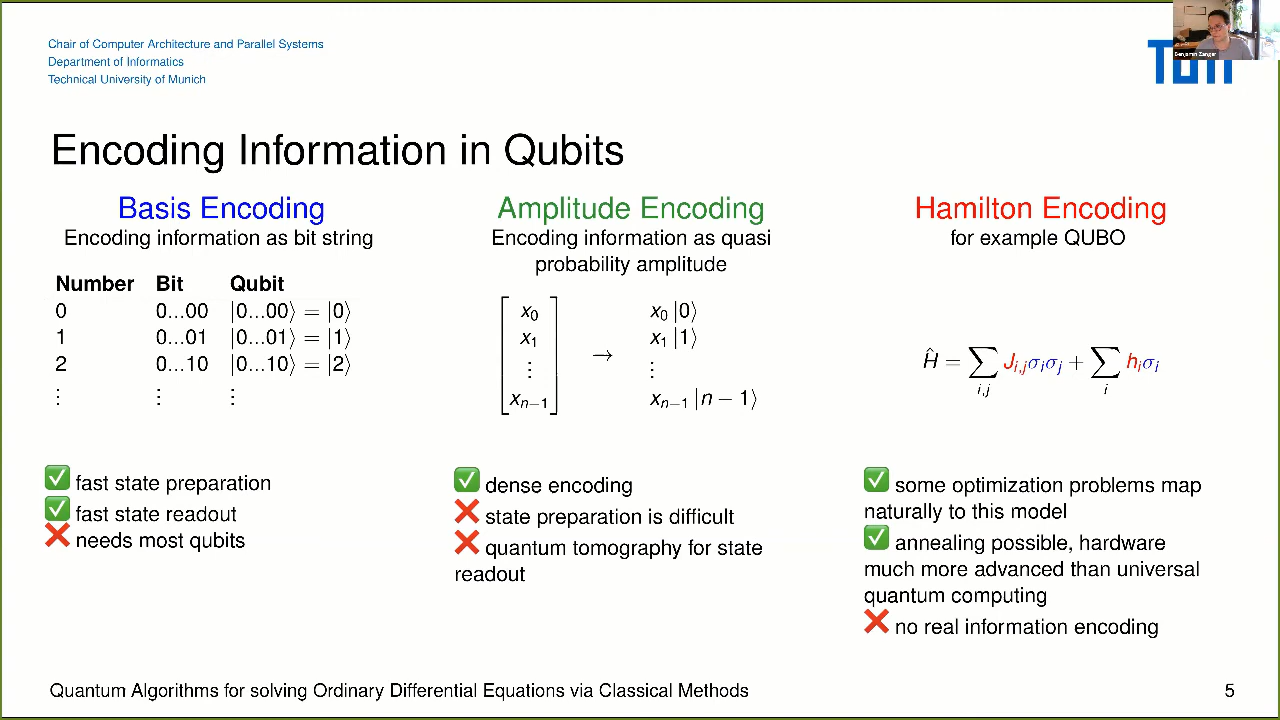 Chair of Computer Architecture and Parallel Systems
Department of Informatics
Technical University of Munich
Benjamin Zanger
Encoding Information in Qubits
Basis Encoding
Encoding information as bit string
Number Bit Qubit
0 0...00 |0...00⟩ = |0⟩
1 0...01 |0...01⟩ = |1⟩
2 0...10 |0...10⟩ = |2⟩
⋮ ⋮ ⋮
✅ fast state preparation
✅ fast state readout
❌ needs most qubits
Amplitude Encoding
Encoding information as quasi
probability amplitude
x₀ x₀ |0⟩
x₁ → x₁ |1⟩
⋮ ⋮
xₙ₋₁ xₙ₋₁ |n − 1⟩
✅ dense encoding
❌ state preparation is difficult
❌ quantum tomography for state
readout
Hamilton Encoding
for example QUBO
Ĥ = ∑_{i,j} J_{i,j}σ_iσ_j + ∑_i h_iσ_i
✅ some optimization problems map
naturally to this model
✅ annealing possible, hardware
much more advanced than universal
quantum computing
❌ no real information encoding
Quantum Algorithms for solving Ordinary Differential Equations via Classical Methods
5